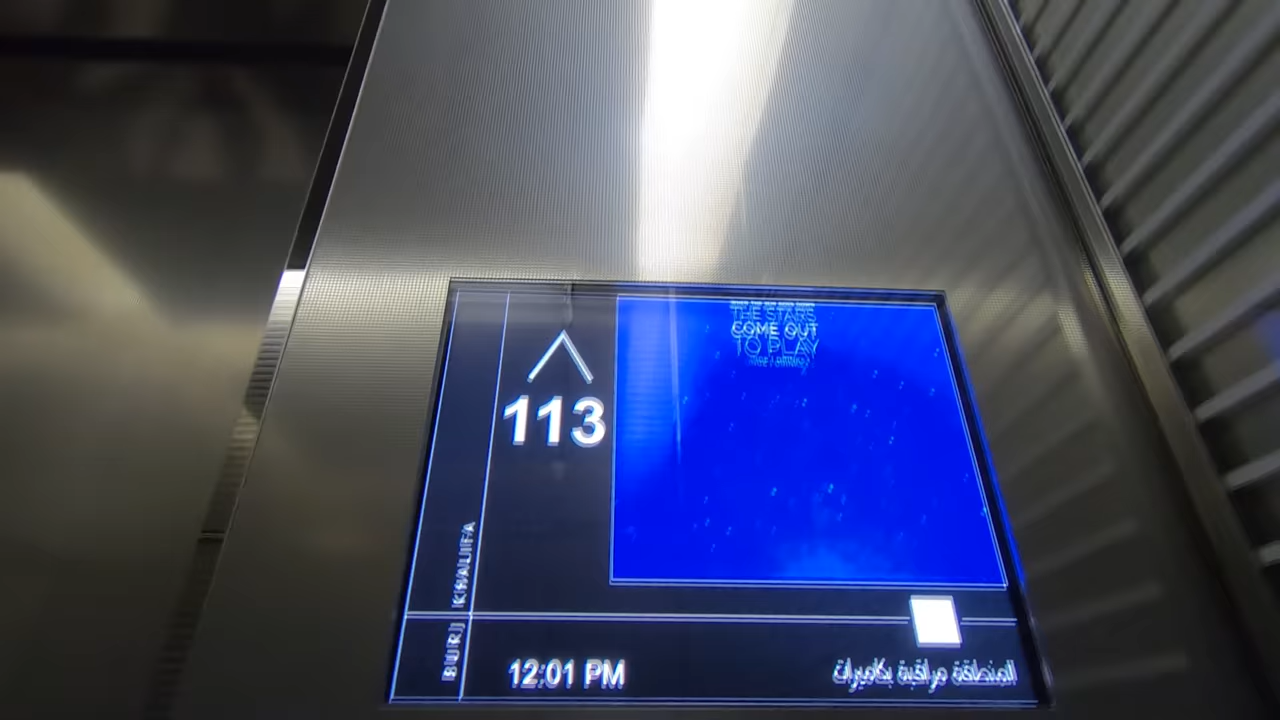 THE STARS
COME OUT
TO PLAY
113
BURJ KHALIFA
12:01 PM
المنطقة مراقبة بكاميرات